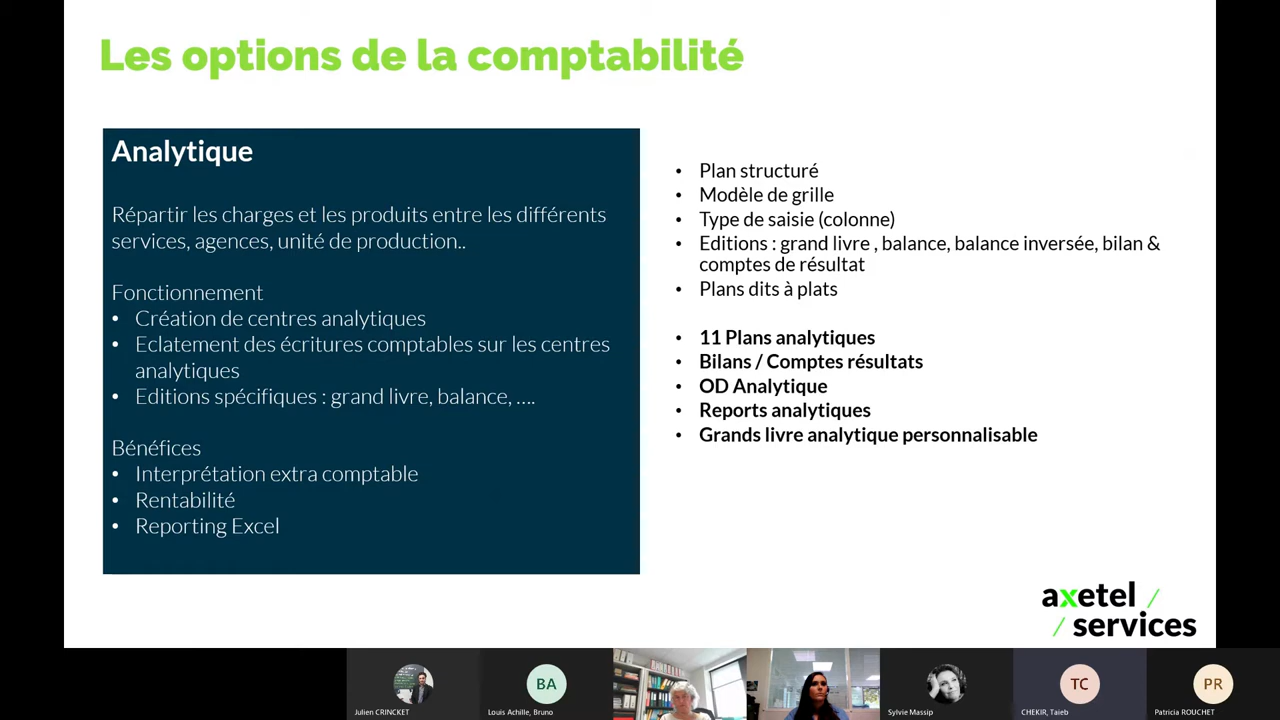 Les options de la comptabilité
Analytique
Répartir les charges et les produits entre les différents
services, agences, unité de production..
Fonctionnement
• Création de centres analytiques
• Eclatement des écritures comptables sur les centres
analytiques
• Editions spécifiques : grand livre, balance, ....
Bénéfices
• Interprétation extra comptable
• Rentabilité
• Reporting Excel
• Plan structuré
• Modèle de grille
• Type de saisie (colonne)
• Editions : grand livre , balance, balance inversée, bilan &
comptes de résultat
• Plans dits à plats
• 11 Plans analytiques
• Bilans / Comptes résultats
• OD Analytique
• Reports analytiques
• Grands livre analytique personnalisable
axetel /
/ services
BA
TC
PR
Julien CRINCKET
Louis Achille, Bruno
Sylvie Massip
CHEKIR, Taieb
Patricia ROUCHET